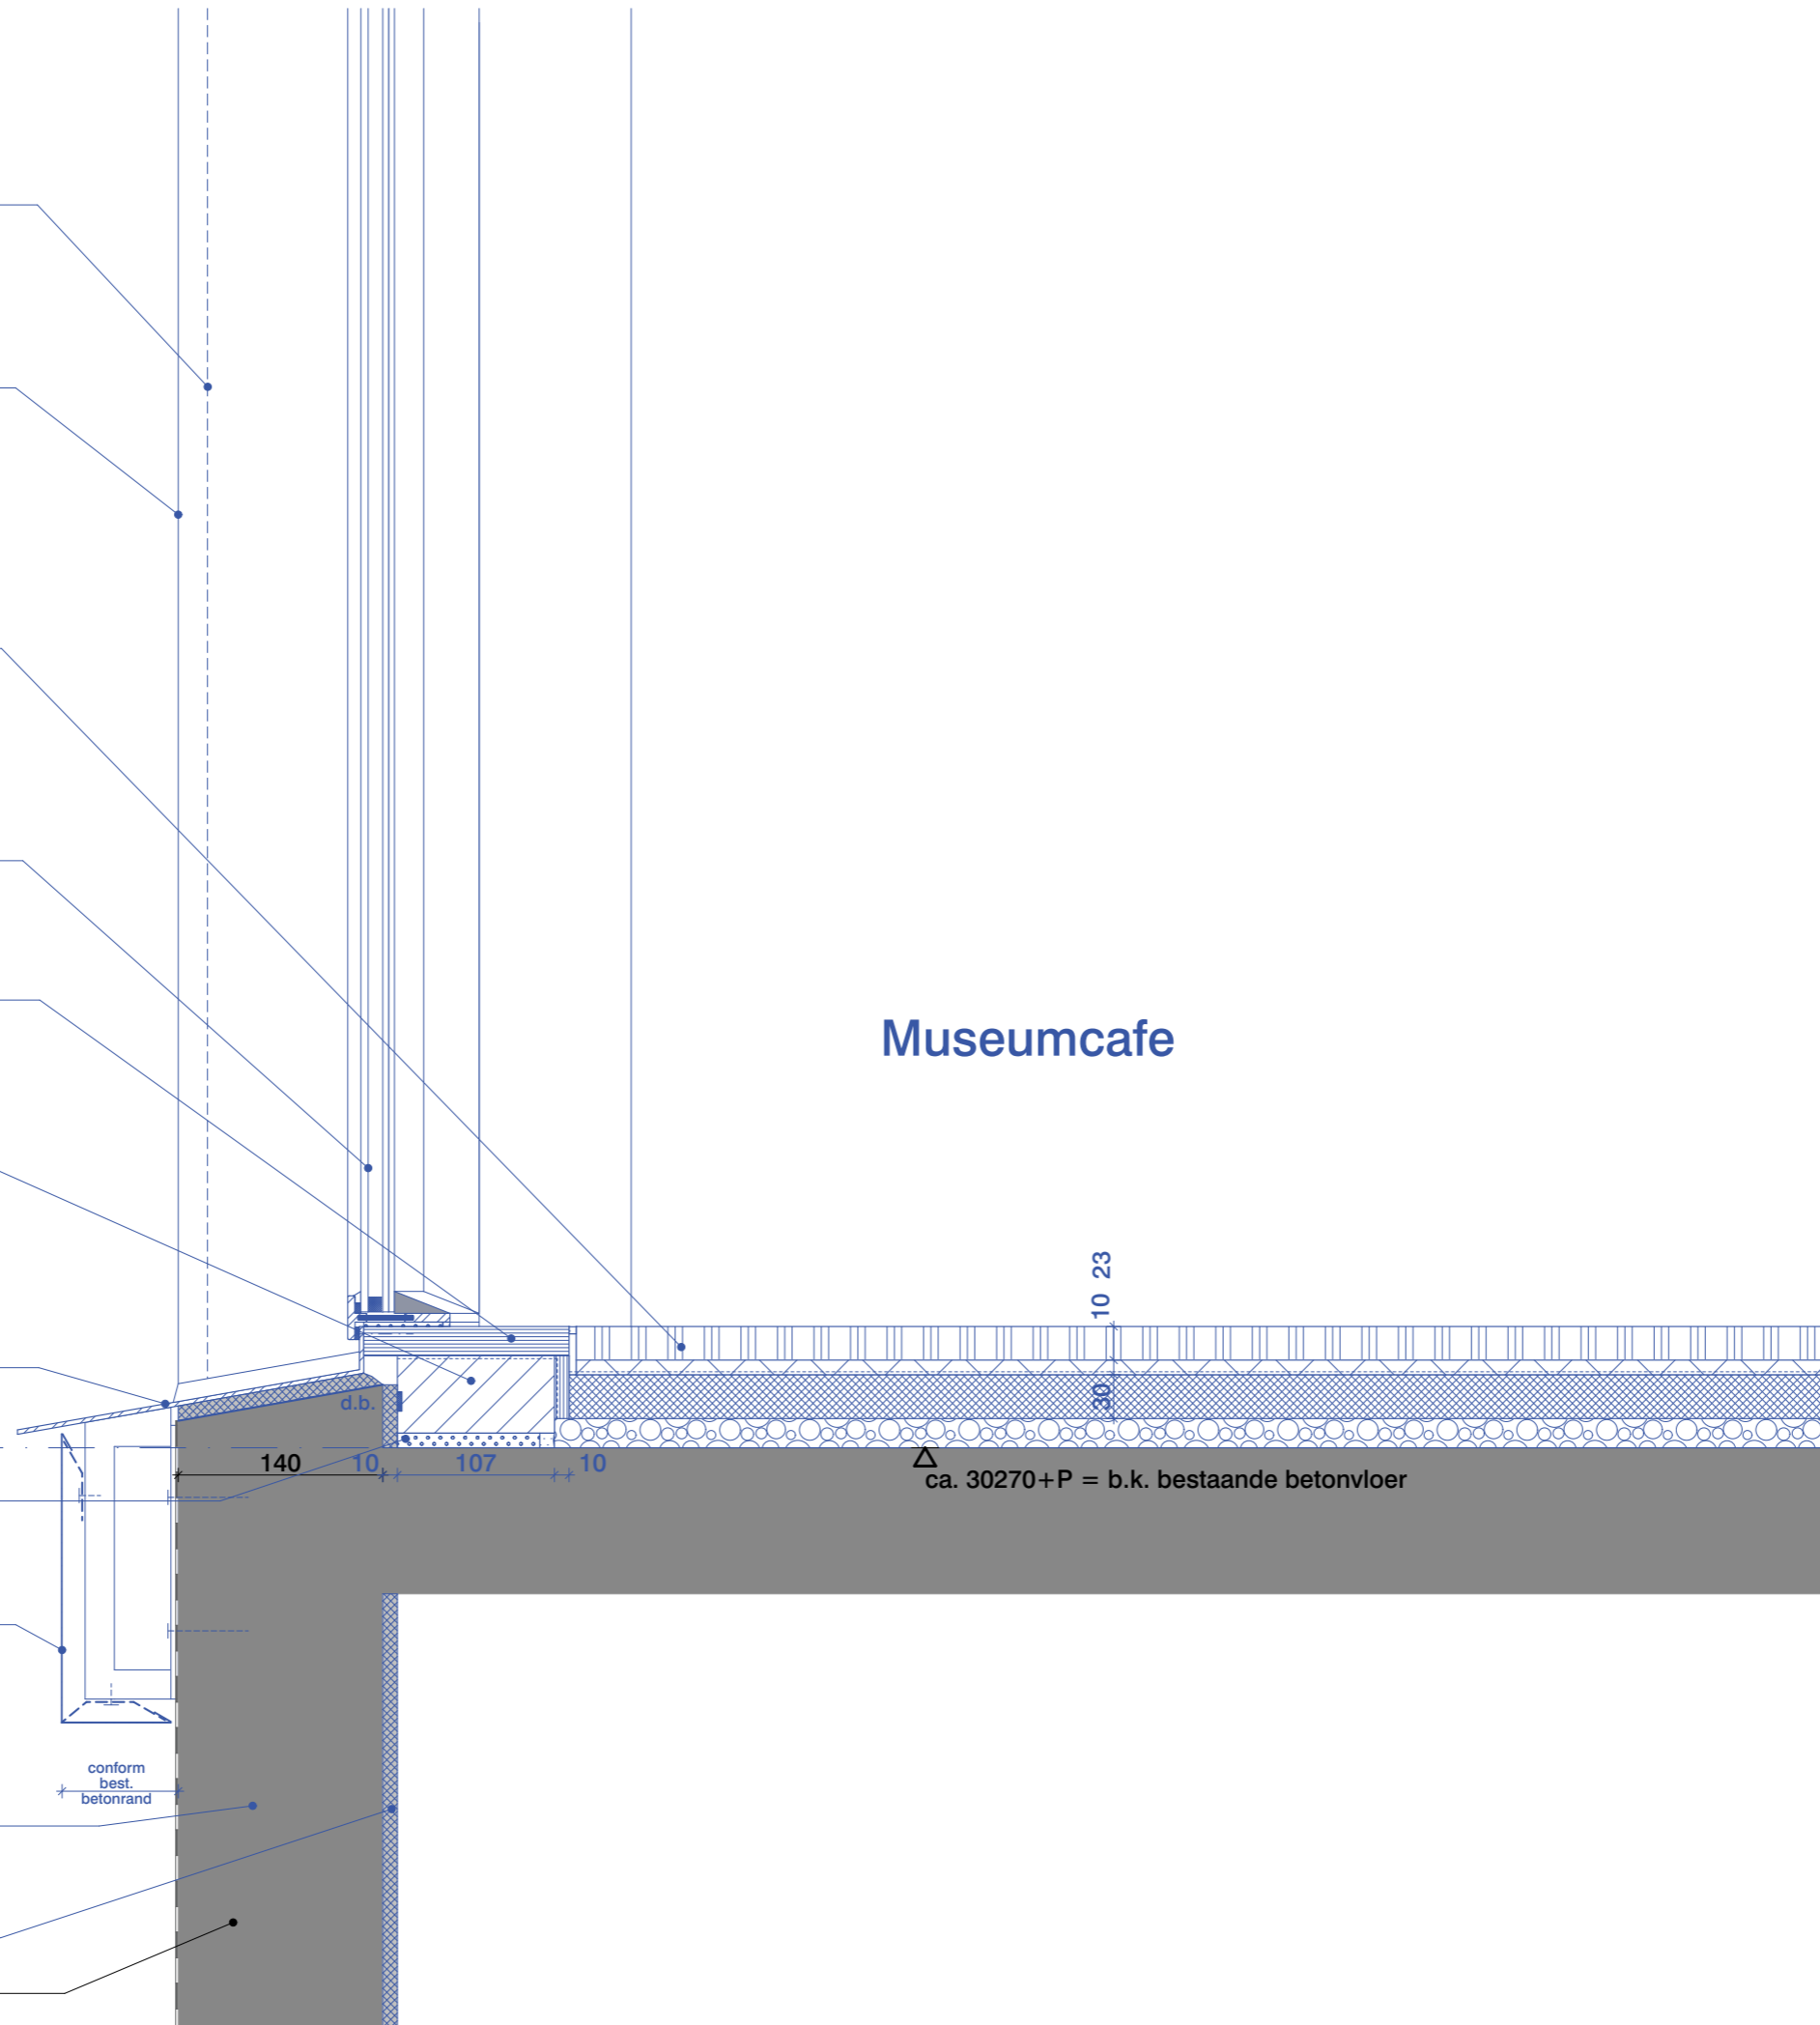 Museumcafe
10 23
30
d.b.
140 10 107 10
ca. 30270+P = b.k. bestaande betonvloer
conform
best.
betonrand